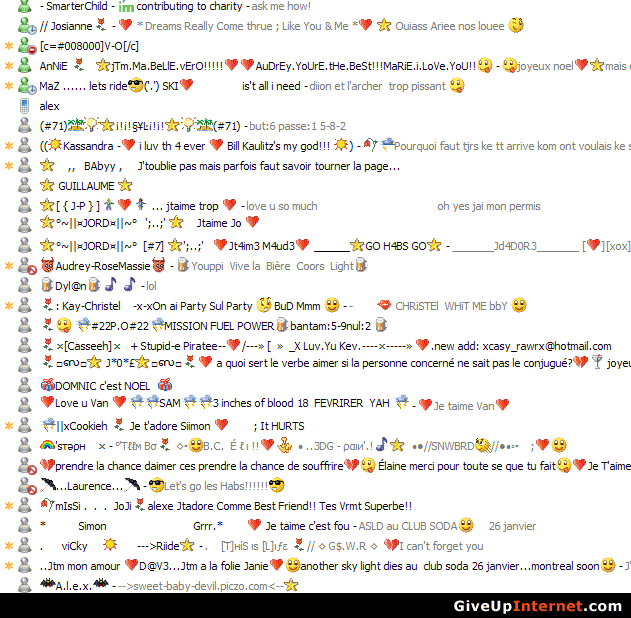 - SmarterChild - im contributing to charity - ask me how!
// Josianne - * Dreams Really Come thrue ; Like You & Me * Ouiass Ariee nos louee
[c=#008000]V-O[/c]
AnNiE jTm.Ma.BeLlE.vErO!!!!! AuDrEy.YoUrE.tHe.BeSt!!!MaRiE.i.LoVe.YoU!! - joyeux noel mais
MaZ ...... lets ride ('.') SKI is't all i need - diion et l'archer trop pissant
alex
(#71) i!i!§¥Li!i! (#71) - but:6 passe:1 5-8-2
(( Kassandra - i luv th 4 ever Bill Kaulitz's my god!!! ) - Pourquoi faut tjrs ke tt arrive kom ont voulais ke s
,, BAbyy , J'touplie pas mais parfois faut savoir tourner la page...
GUILLAUME
[ { J-P } ] ... jtaime trop - love u so much oh yes jai mon permis
°~||¤JORD¤||~° ';..;' Jtaime Jo
°~||¤JORD¤||~° [#7] ';..;' Jt4im3 M4ud3 _______ GO H4BS GO - _______Jd4D0R3_______ [ ][xox]
Audrey-RoseMassie - Youppi Vive la Bière Coors Light
Dyl@n - lol
: Kay-Christel -x-xOn ai Party Sul Party BuD Mmm - - CHRiSTEl WHiT ME bbY
#22P.O#22 MISSION FUEL POWER bantam:5-9nul:2
×[Casseeh]× + Stupid-e Piratee-- /---» [ » _X Luv.Yu Kev.----×-----» .new add: xcasy_rawrx@hotmail.com
J*0*£ a quoi sert le verbe aimer si la personne concerné ne sait pas le conjugué? joyeu
DOMNIC c'est NOEL
Love u Van SAM 3 inches of blood 18 FEVRIRER YAH - Je taime Van
||xCookieh Je t'adore Siimon ; It HURTS
B.C. ..3DG //SNWBRD ;
prendre la chance daimer ces prendre la chance de souffrire Élaine merci pour toute se que tu fait Je T'aime
...Laurence... - Let's go les Habs!!!!!!
mIsSi . . . JoJi alexe Jtadore Comme Best Friend!! Tes Vrmt Superbe!!
* Simon Grrr.* Je taime c'est fou - ASLD au CLUB SODA 26 janvier
. viCky --->Riide - . // G$.W.R I can't forget you
..Jtm mon amour D@V3...Jtm a la folie Janie another sky light dies au club soda 26 janvier...montreal soon - J'
A.l.e.x. - -->sweet-baby-devil.piczo.com<--
GiveUpInternet.com